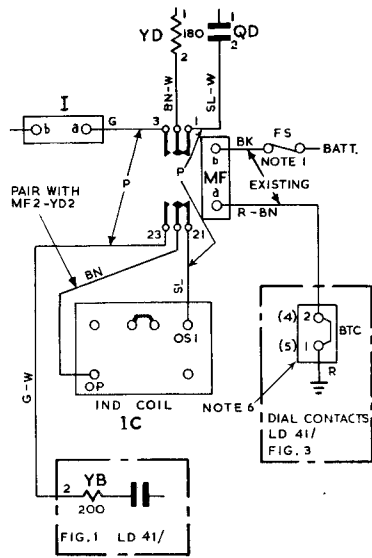 1
YD
180
2
1
QD
2
BN-W
SL-W
I
b
a
G
3
1
P
P
b
MF
a
BK
FS
NOTE 1
BATT.
EXISTING
R-BN
PAIR WITH
MF2-YD2
23
21
BN
SL
G-W
OS1
OP
IND COIL
IC
(4)
2
BTC
(5)
1
R
NOTE 6
DIAL CONTACTS
LD 41/
FIG. 3
2
YB
200
FIG. 1 LD 41/